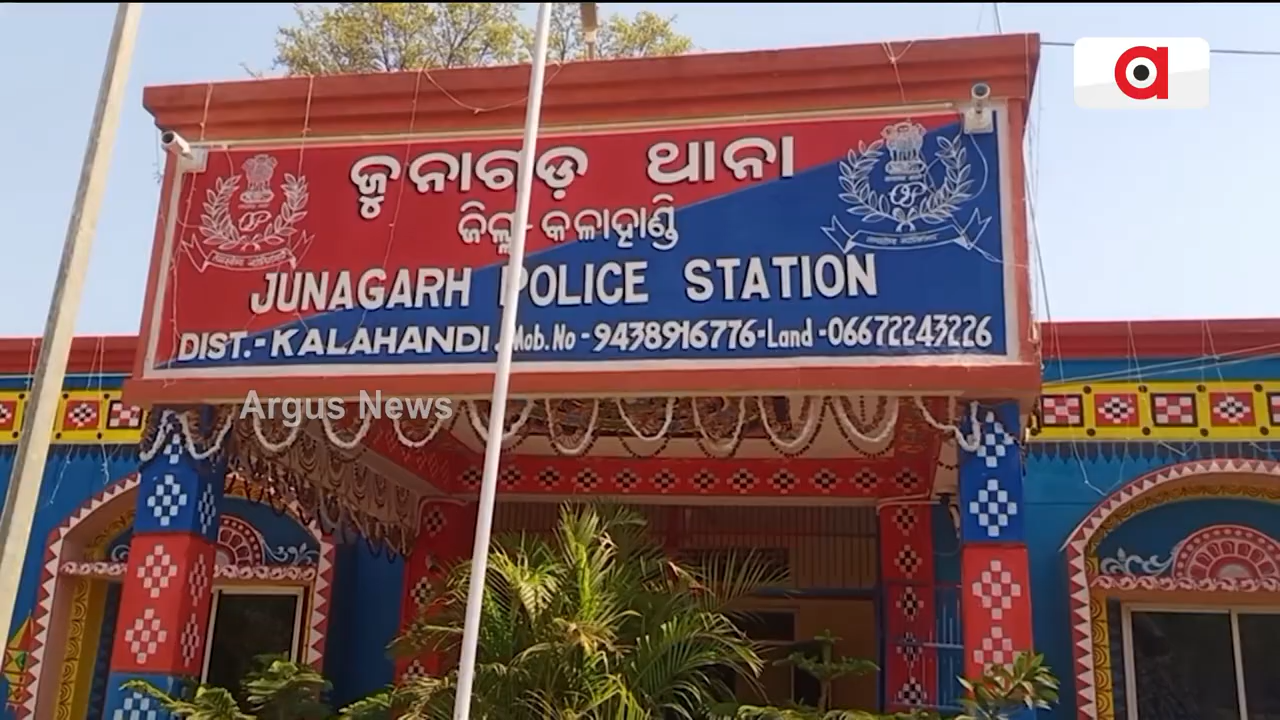 ଜୁନାଗଡ଼ ଥାନା
ଜିଲ୍ଲା-କଳାହାଣ୍ଡି
JUNAGARH POLICE STATION
DIST.-KALAHANDI. Mob.No-9438916776-Land-06672243226
Argus News